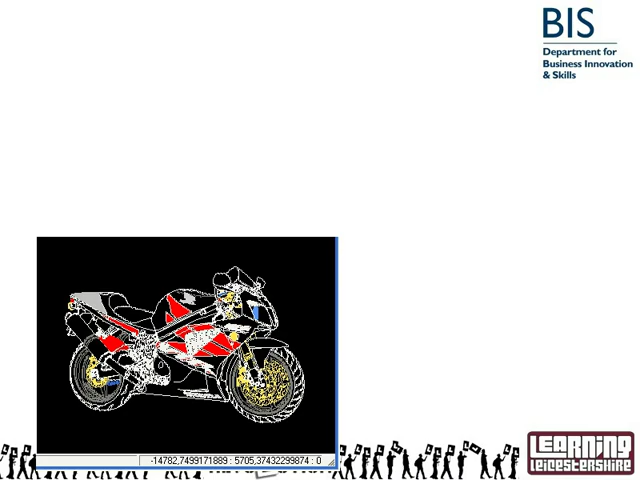 BIS
Department for
Business Innovation
& Skills
-14782,7499171889 : 5705,37432299874 : 0
LEARNING
LEICESTERSHIRE